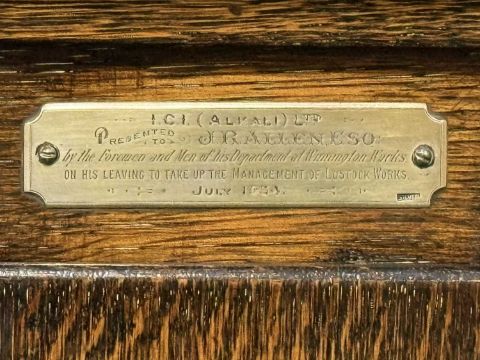 I.C.I. (ALKALI) LTD
PRESENTED TO J.R.ALLEN.ESQ.
by the Foremen and Men of his Department at Winnington Works
ON HIS LEAVING TO TAKE UP THE MANAGEMENT OF LOSTOCK WORKS.
JULY 1934.